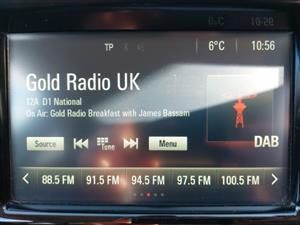 TP 6°C 10:56
Gold Radio UK
12A D1 National
On Air: Gold Radio Breakfast with James Bassam
Source Tune Menu
DAB
88.5 FM 91.5 FM 94.5 FM 97.5 FM 100.5 FM